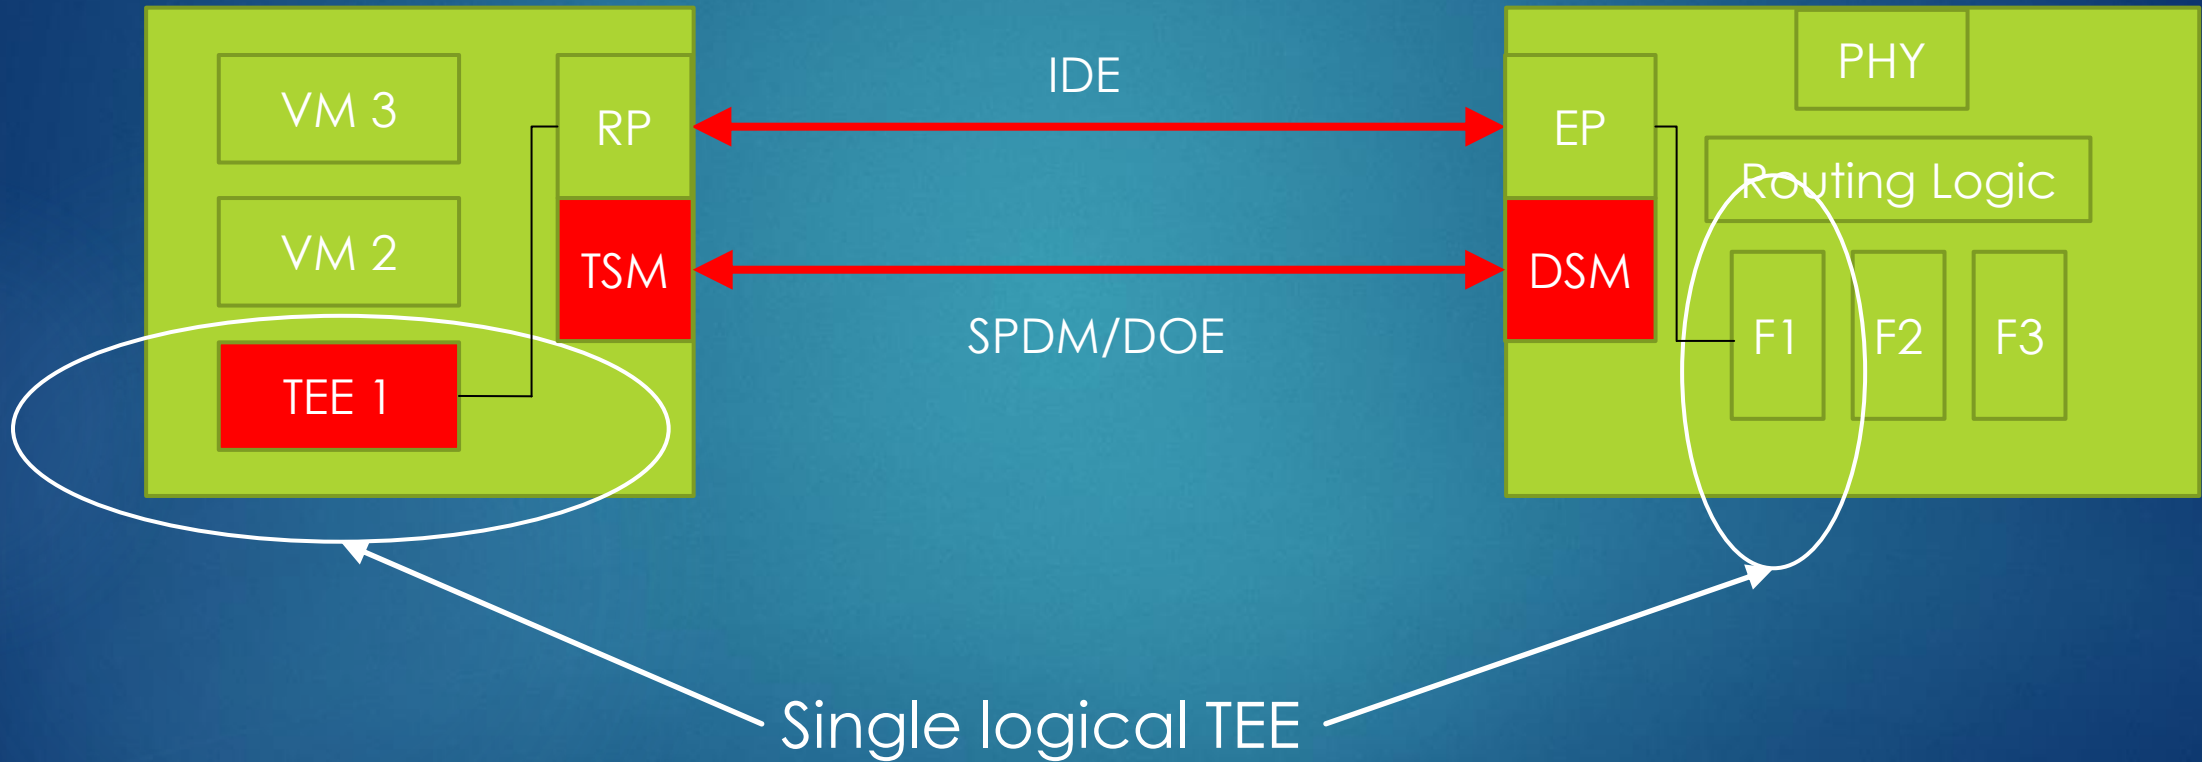 VM 3
RP
IDE
EP
PHY
Routing Logic
VM 2
TSM
SPDM/DOE
DSM
F1
F2
F3
TEE 1
Single logical TEE